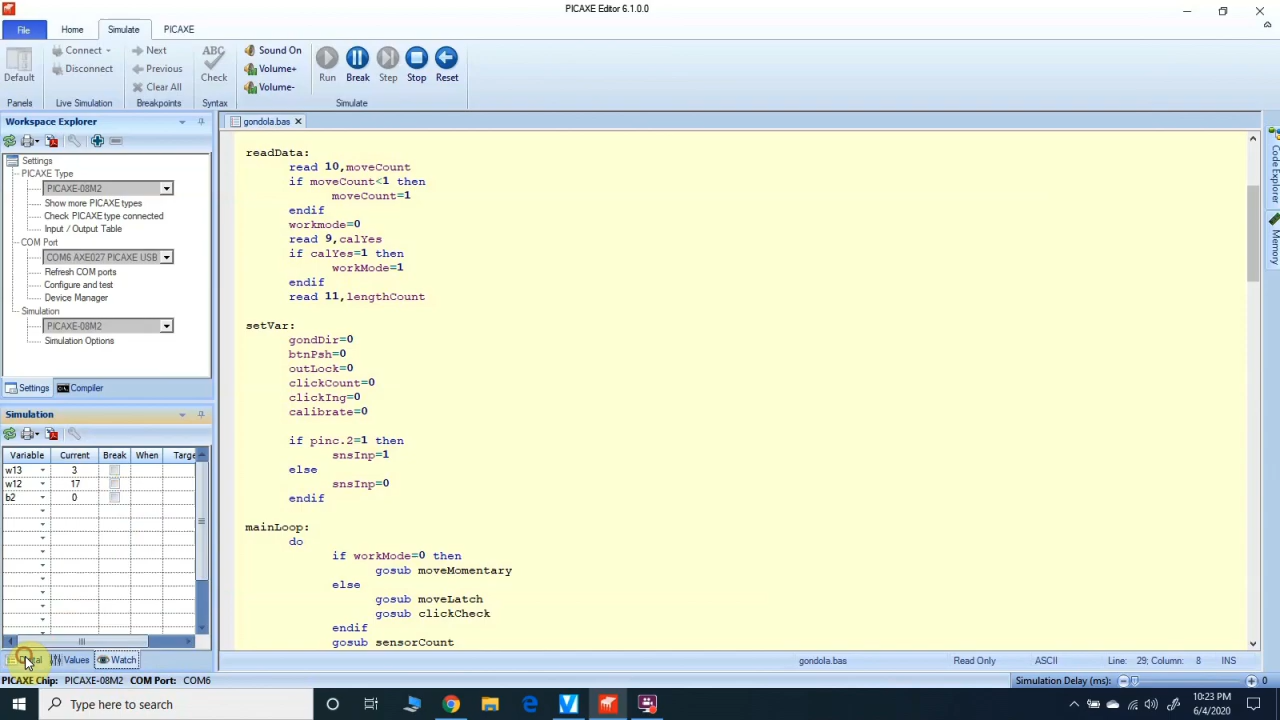 PICAXE Editor 6.1.0.0
File Home Simulate PICAXE
Default
Connect
Disconnect
Next
Previous
Clear All
ABC
Check
Sound On
Volume+
Volume-
Run Break Step Stop Reset
Panels Live Simulation Breakpoints Syntax Simulate
Workspace Explorer
Settings
PICAXE Type
PICAXE-08M2
Show more PICAXE types
Check PICAXE type connected
Input / Output Table
COM Port
COM6 AXE027 PICAXE USB
Refresh COM ports
Configure and test
Device Manager
Simulation
PICAXE-08M2
Simulation Options
Settings Compiler
Simulation
Variable Current Break When Targe
w13 3
w12 17
b2 0
Values Watch
gondola.bas
readData:
read 10,moveCount
if moveCount<1 then
moveCount=1
endif
workmode=0
read 9,calYes
if calYes=1 then
workMode=1
endif
read 11,lengthCount
setVar:
gondDir=0
btnPsh=0
outLock=0
clickCount=0
clickIng=0
calibrate=0
if pinc.2=1 then
snsInp=1
else
snsInp=0
endif
mainLoop:
do
if workMode=0 then
gosub moveMomentary
else
gosub moveLatch
gosub clickCheck
endif
gosub sensorCount
Code Explorer
Memory
gondola.bas Read Only ASCII Line: 29; Column: 8 INS
PICAXE Chip: PICAXE-08M2 COM Port: COM6
Simulation Delay (ms): 0
Type here to search
10:23 PM
6/4/2020